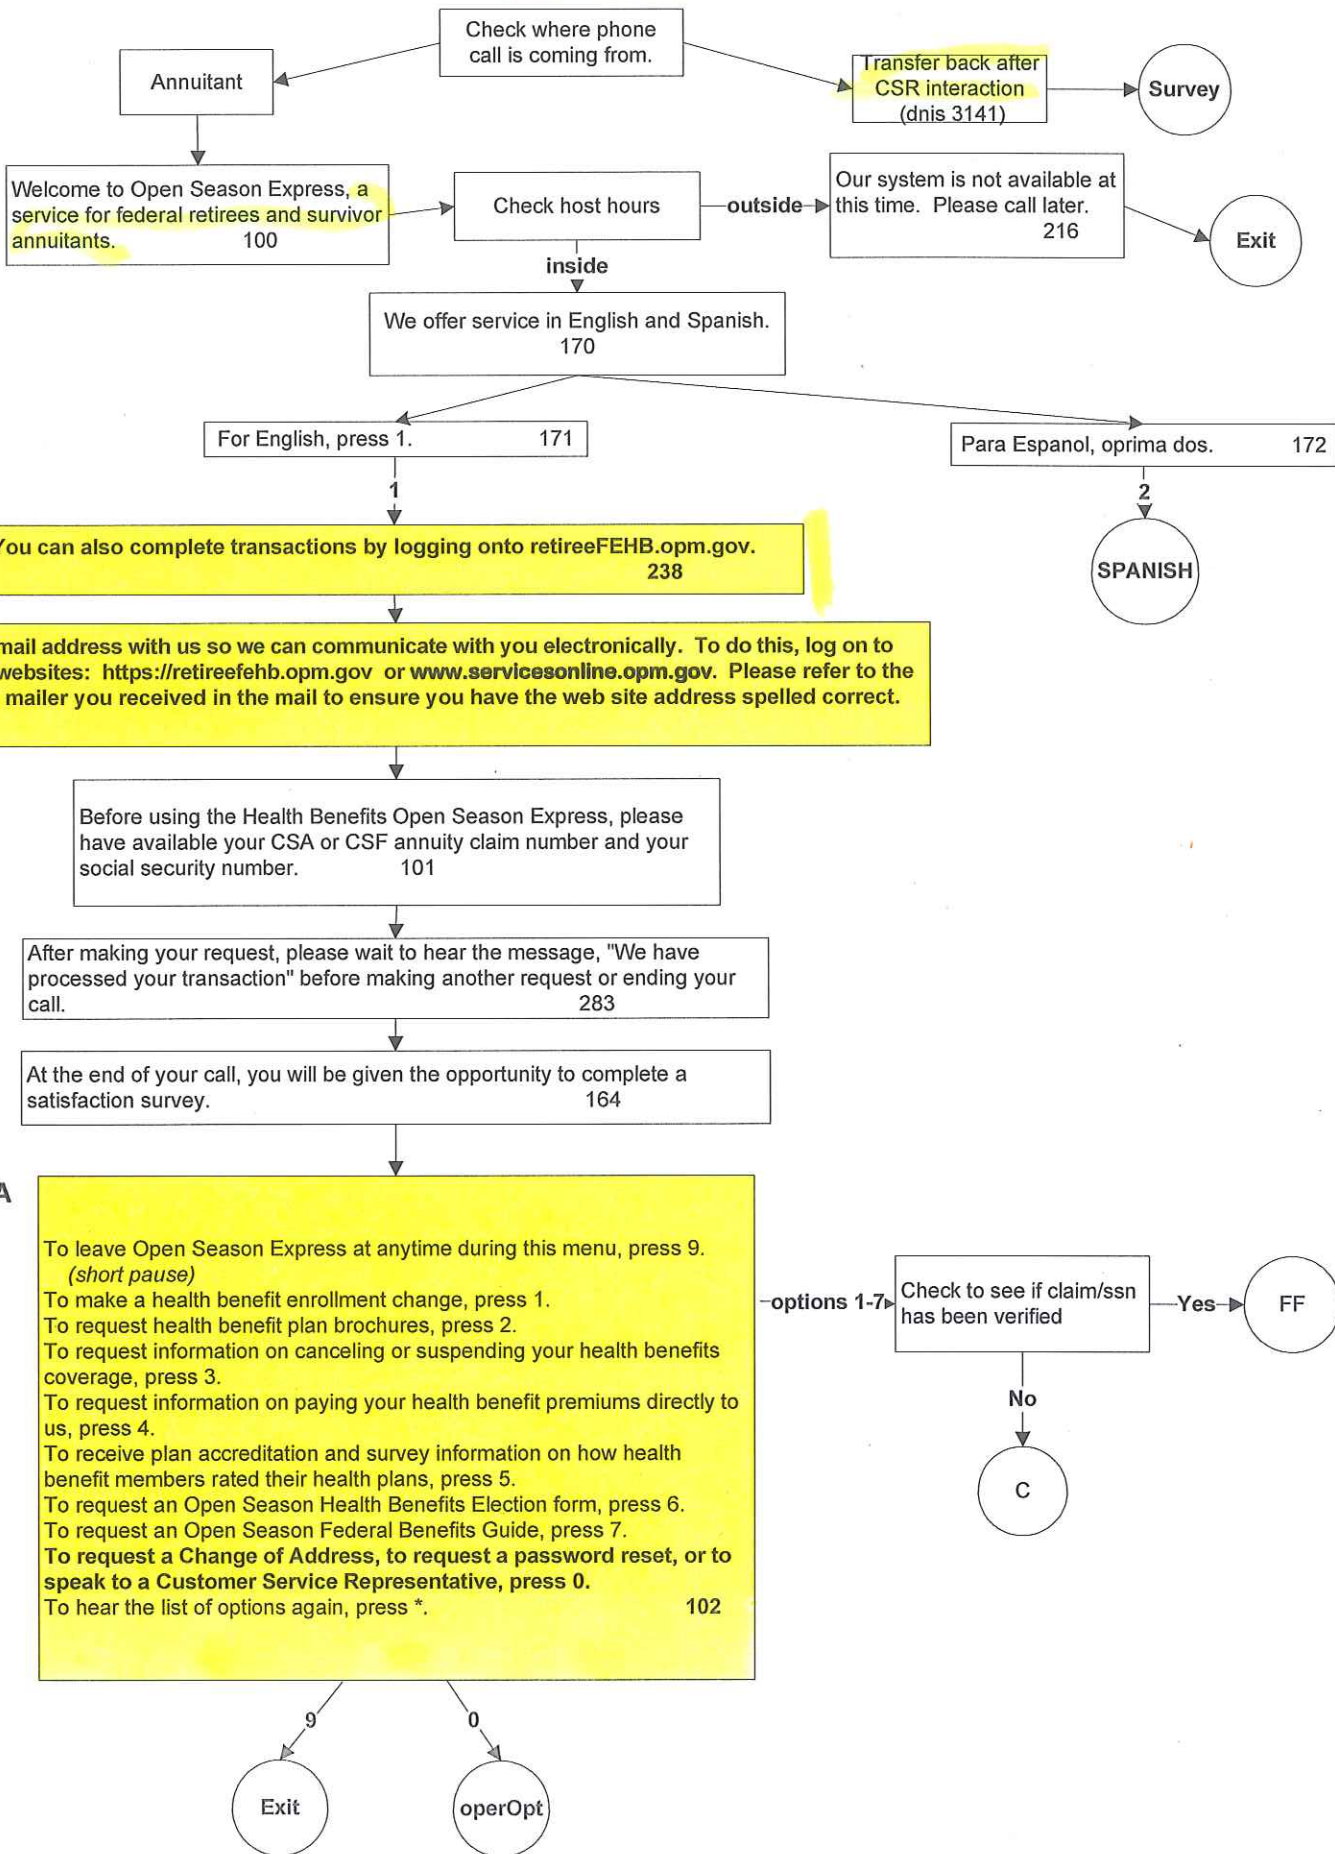 Check where phone
call is coming from.
Annuitant
Transfer back after
CSR interaction
(dnis 3141)
Survey
Welcome to Open Season Express, a
service for federal retirees and survivor
annuitants. 100
Check host hours
outside
Our system is not available at
this time. Please call later.
216
Exit
inside
We offer service in English and Spanish.
170
For English, press 1. 171
Para Espanol, oprima dos. 172
1
2
SPANISH
You can also complete transactions by logging onto retireeFEHB.opm.gov.
238
mail address with us so we can communicate with you electronically. To do this, log on to
websites: https://retireefehb.opm.gov or www.servicesonline.opm.gov. Please refer to the
mailer you received in the mail to ensure you have the web site address spelled correct.
Before using the Health Benefits Open Season Express, please
have available your CSA or CSF annuity claim number and your
social security number. 101
After making your request, please wait to hear the message, "We have
processed your transaction" before making another request or ending your
call. 283
At the end of your call, you will be given the opportunity to complete a
satisfaction survey. 164
A
To leave Open Season Express at anytime during this menu, press 9.
(short pause)
To make a health benefit enrollment change, press 1.
To request health benefit plan brochures, press 2.
To request information on canceling or suspending your health benefits
coverage, press 3.
To request information on paying your health benefit premiums directly to
us, press 4.
To receive plan accreditation and survey information on how health
benefit members rated their health plans, press 5.
To request an Open Season Health Benefits Election form, press 6.
To request an Open Season Federal Benefits Guide, press 7.
To request a Change of Address, to request a password reset, or to
speak to a Customer Service Representative, press 0.
To hear the list of options again, press *. 102
options 1-7
Check to see if claim/ssn
has been verified
Yes
FF
No
C
9
0
Exit
operOpt